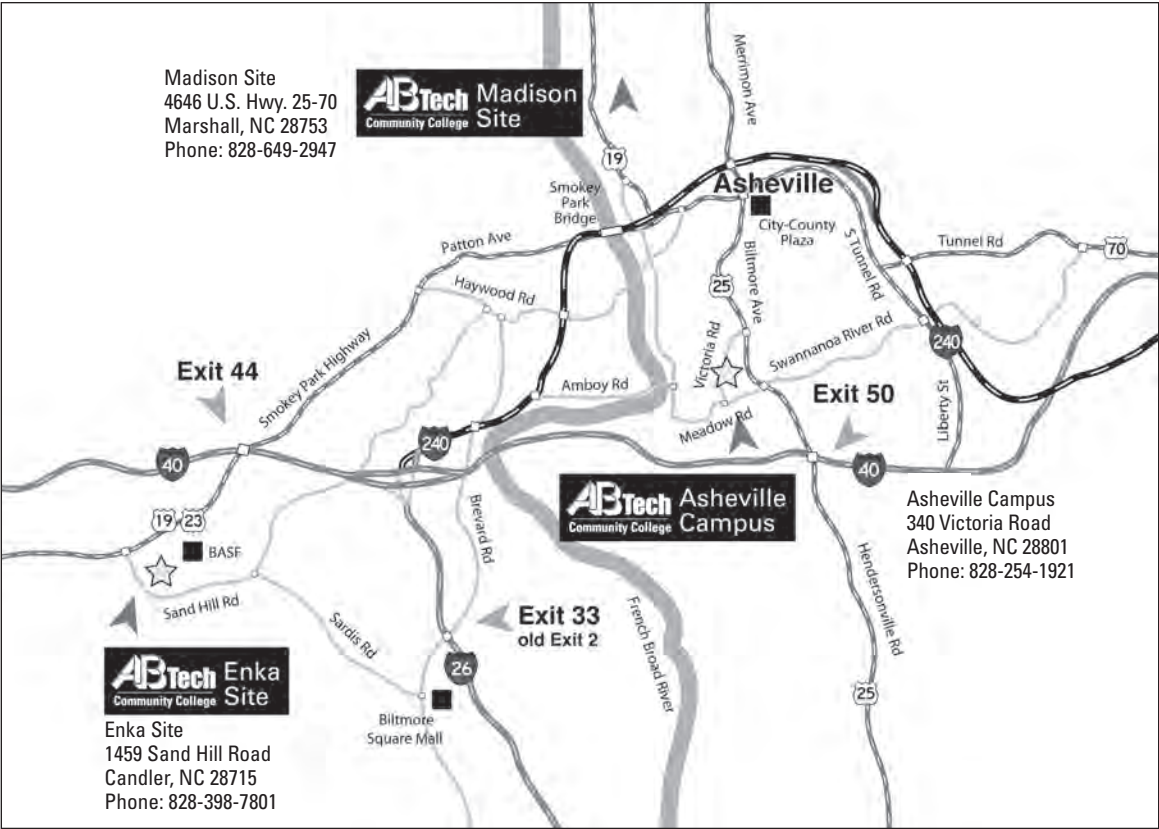 Madison Site
4646 U.S. Hwy. 25-70
Marshall, NC 28753
Phone: 828-649-2947
AB Tech
Community College
Madison
Site
Merrimon Ave
19
Smokey
Park
Bridge
Asheville
City-County
Plaza
Patton Ave
Tunnel Rd
70
S Tunnel Rd
Haywood Rd
25
Biltmore Ave
Victoria Rd
Swannanoa River Rd
240
Exit 44
Smokey Park Highway
Amboy Rd
Exit 50
Meadow Rd
Liberty St
240
40
40
AB Tech
Community College
Asheville
Campus
Asheville Campus
340 Victoria Road
Asheville, NC 28801
Phone: 828-254-1921
19 23
BASF
Brevard Rd
Sand Hill Rd
Sardis Rd
Exit 33
old Exit 2
French Broad River
Hendersonville Rd
26
25
AB Tech
Community College
Enka
Site
Biltmore
Square Mall
Enka Site
1459 Sand Hill Road
Candler, NC 28715
Phone: 828-398-7801